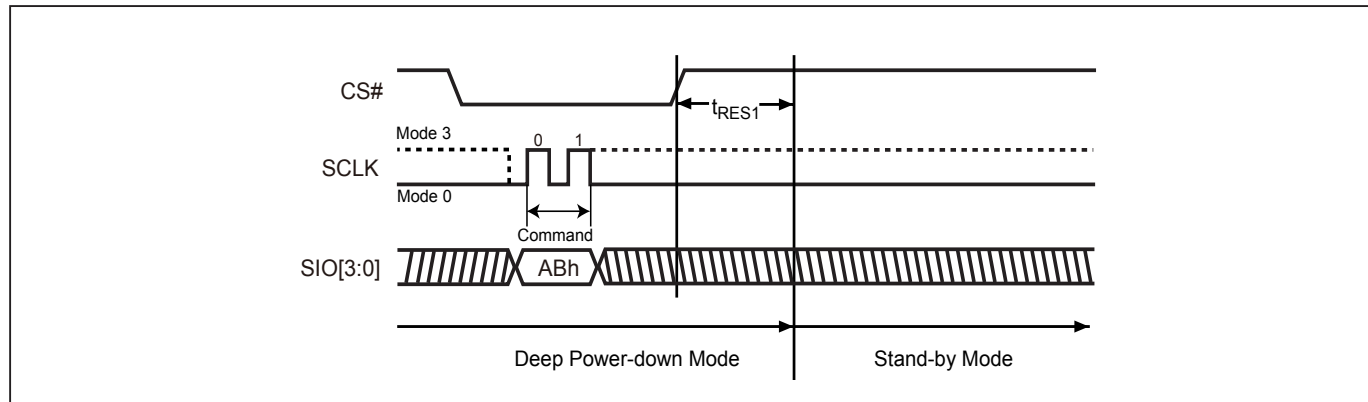 CS#
tRES1
Mode 3
0 1
SCLK
Mode 0
Command
SIO[3:0]
ABh
Deep Power-down Mode
Stand-by Mode